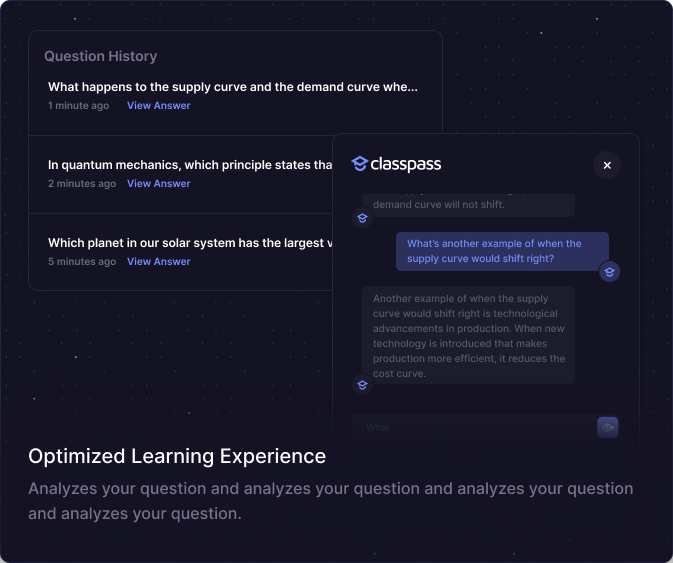 Question History
What happens to the supply curve and the demand curve whe...
1 minute ago View Answer
In quantum mechanics, which principle states tha
2 minutes ago View Answer
Which planet in our solar system has the largest v
5 minutes ago View Answer
classpass
demand curve will not shift.
What's another example of when the
supply curve would shift right?
Another example of when the supply
curve would shift right is technological
advancements in production. When new
technology is introduced that makes
production more efficient, it reduces the
cost curve.
What
Optimized Learning Experience
Analyzes your question and analyzes your question and analyzes your question
and analyzes your question.